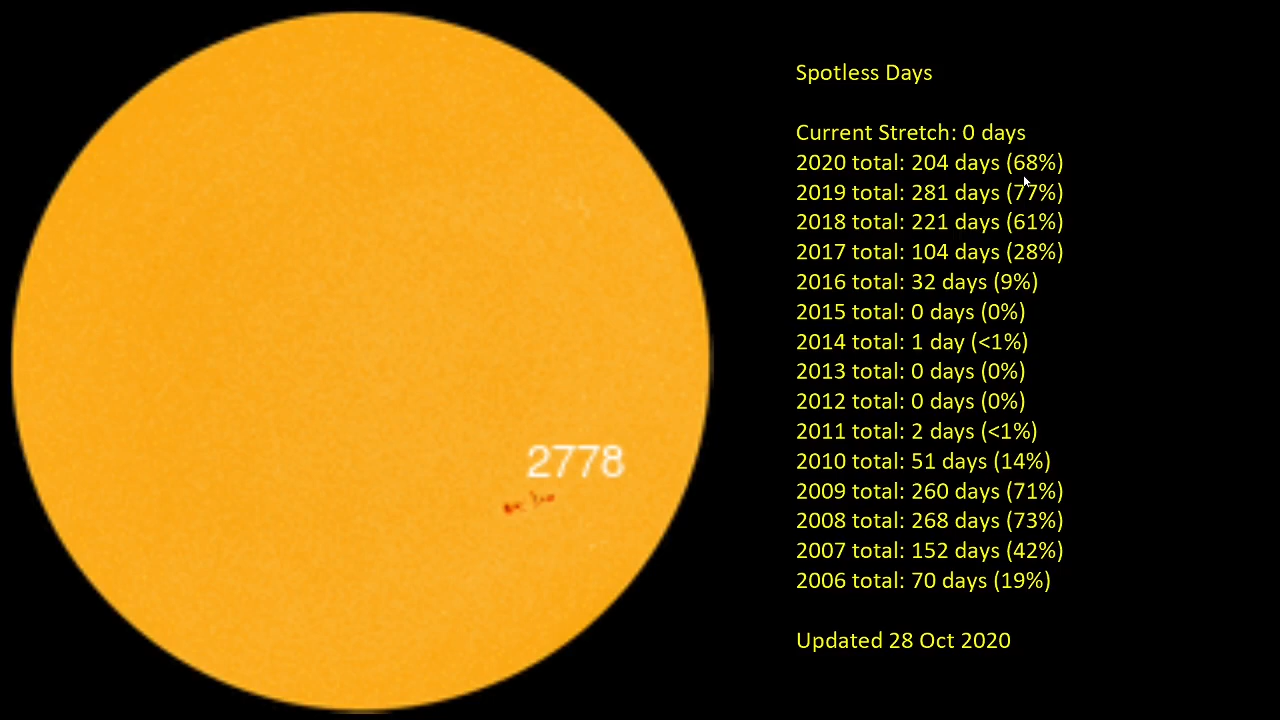 2778
Spotless Days
Current Stretch: 0 days
2020 total: 204 days (68%)
2019 total: 281 days (77%)
2018 total: 221 days (61%)
2017 total: 104 days (28%)
2016 total: 32 days (9%)
2015 total: 0 days (0%)
2014 total: 1 day (<1%)
2013 total: 0 days (0%)
2012 total: 0 days (0%)
2011 total: 2 days (<1%)
2010 total: 51 days (14%)
2009 total: 260 days (71%)
2008 total: 268 days (73%)
2007 total: 152 days (42%)
2006 total: 70 days (19%)
Updated 28 Oct 2020